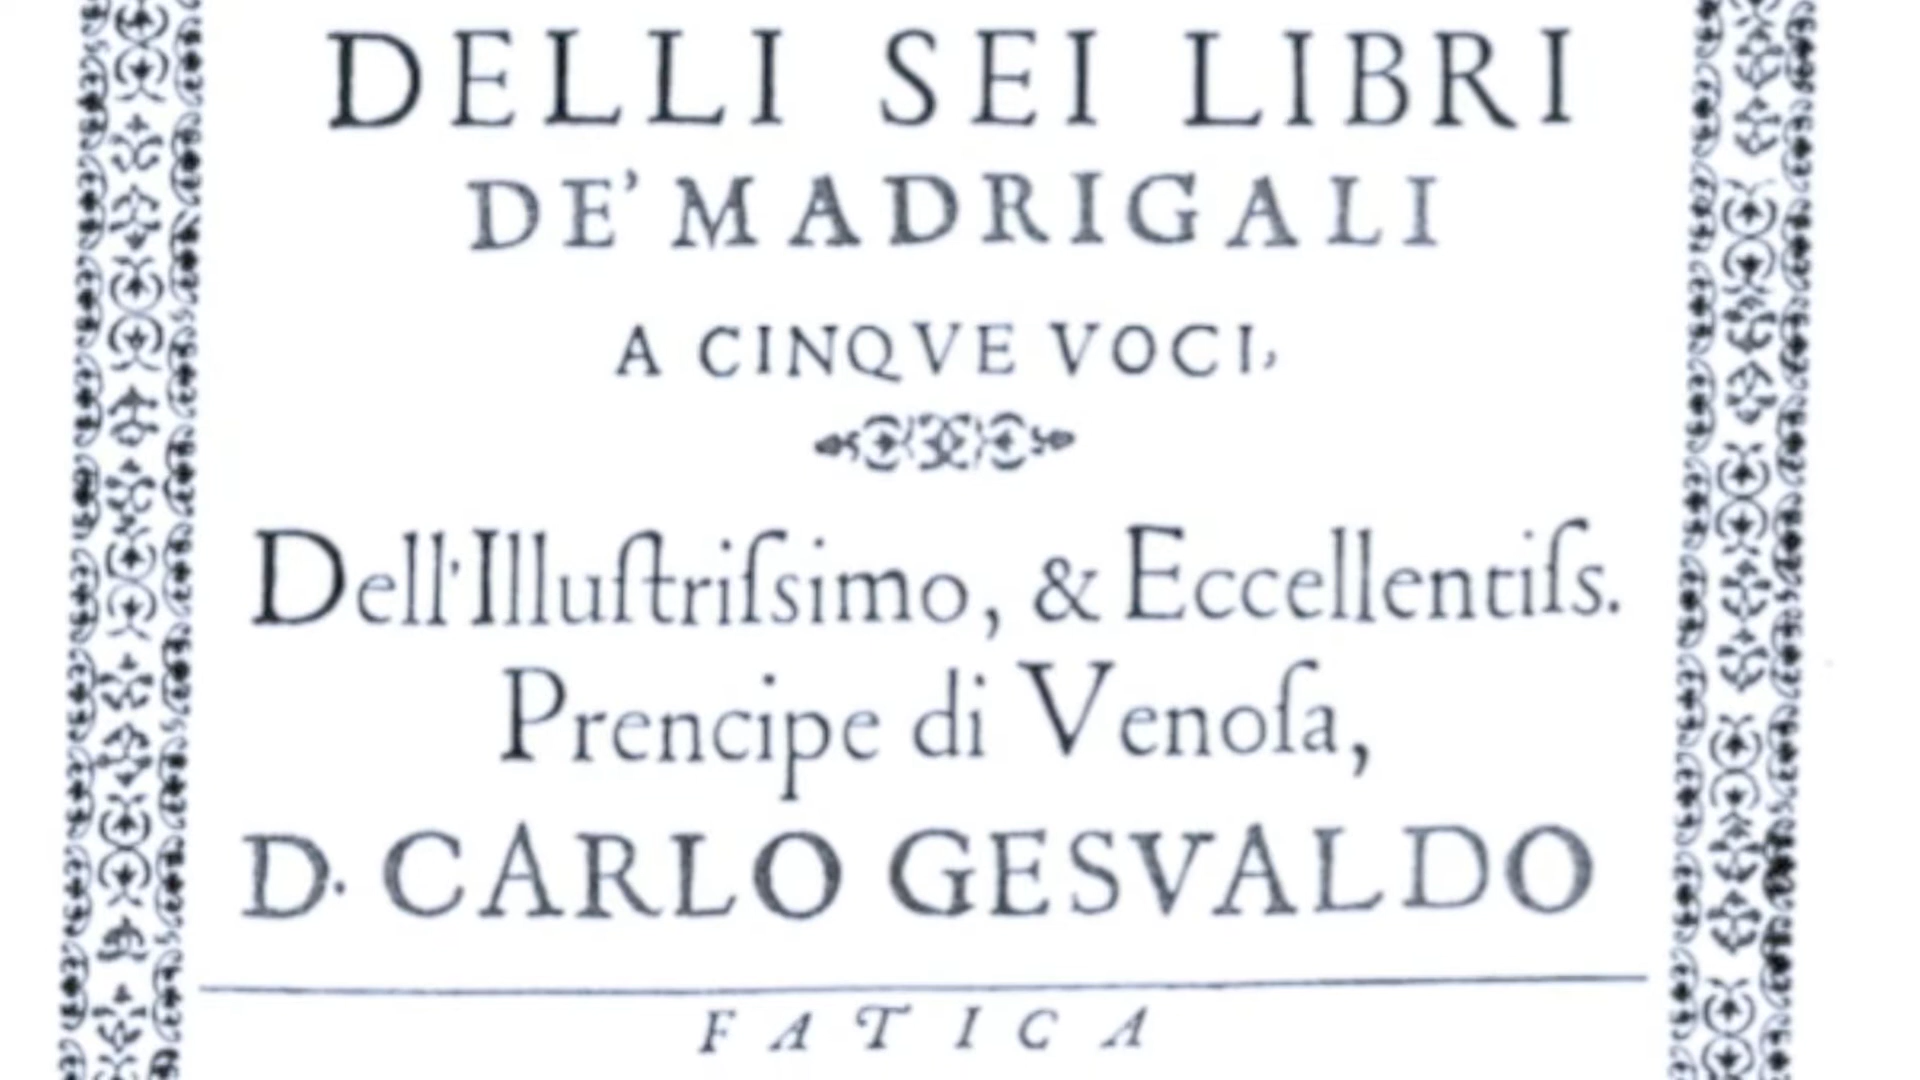 DELLI SEI LIBRI
DE' MADRIGALI
A CINQVE VOCI,
Dell'Illuſtriſsimo, & Eccellentiſs.
Prencipe di Venoſa,
D. CARLO GESVALDO
FATICA